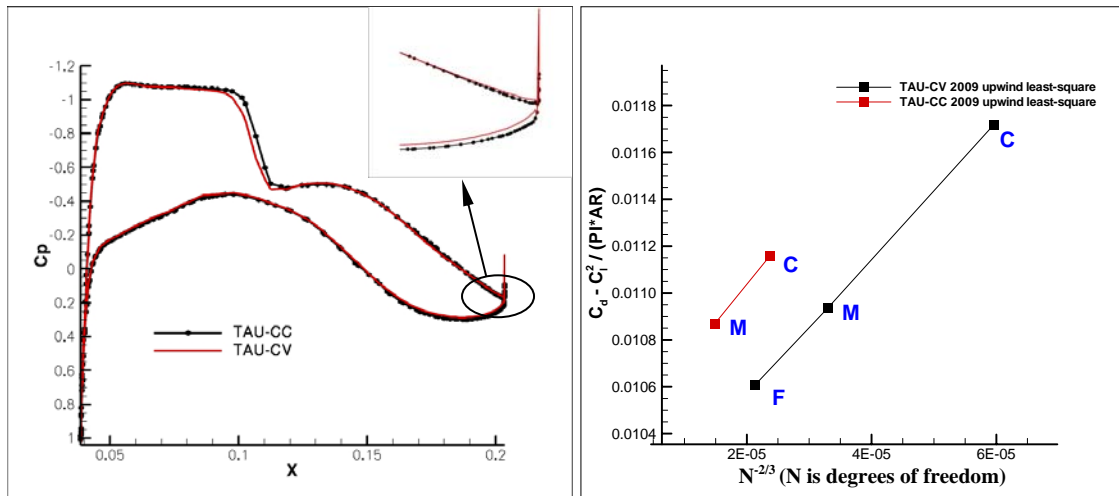 -1.2
-1
-0.8
-0.6
-0.4
-0.2
0
0.2
0.4
0.6
0.8
1
Cp
TAU-CC
TAU-CV
0.05
0.1
0.15
0.2
X
TAU-CV 2009 upwind least-square
TAU-CC 2009 upwind least-square
0.0118
0.0116
0.0114
0.0112
0.0110
0.0108
0.0106
0.0104
C_d - C_l^2 / (PI*AR)
C
C
M
M
F
2E-05
4E-05
6E-05
N^-2/3 (N is degrees of freedom)